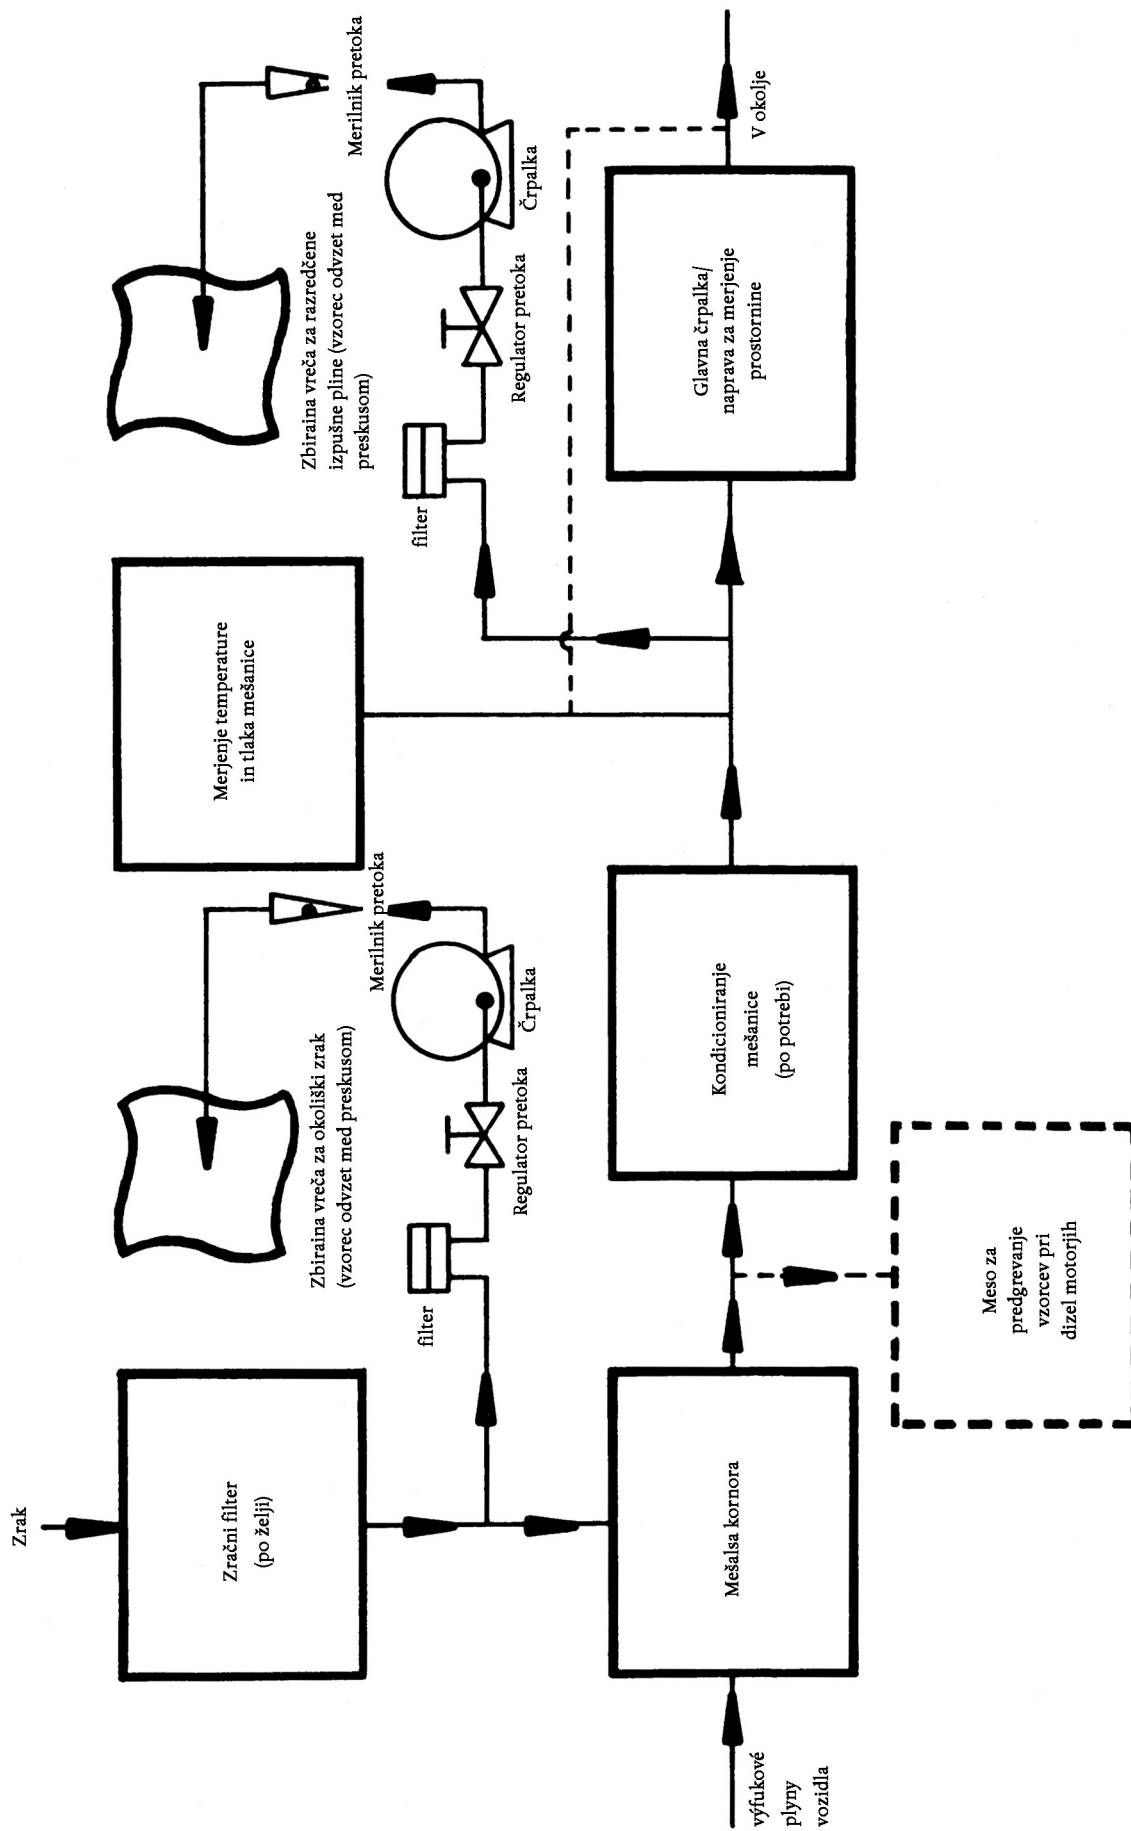 Zrak
Zračni filter
(po želji)
Zbiraina vreča za okoliški zrak
(vzorec odvzet med preskusom)
filter
Regulator pretoka
Črpalka
Merilnik pretoka
Merjenje temperature
in tlaka mešanice
Zbiraina vreča za razredčene
izpušne pline (vzorec odvzet med
preskusom)
filter
Regulator pretoka
Črpalka
Merilnik pretoka
výfukové
plyny
vozidla
Mešalsa kornora
Kondicioniranje
mešanice
(po potrebi)
Glavna črpalka/
naprava za merjenje
prostornine
V okolje
Meso za
predgrevanje
vzorcev pri
dizel motorjih